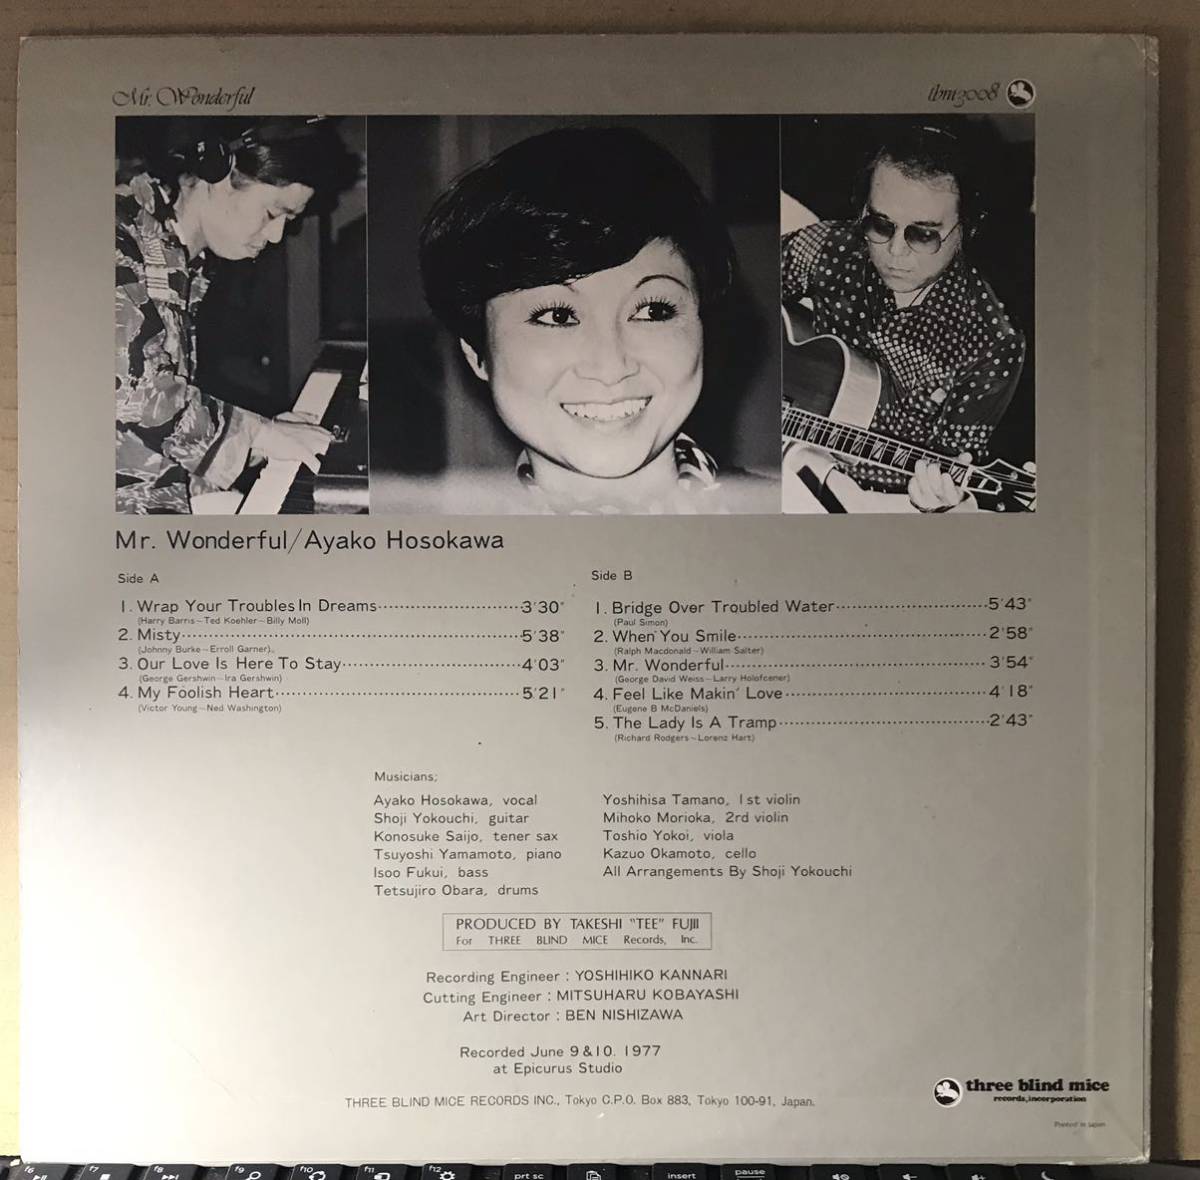 Mr. Wonderful
tbm3008
Mr. Wonderful/Ayako Hosokawa
Side A
1. Wrap Your Troubles In Dreams 3'30"
(Harry Barris~Ted Koehler~Billy Moll)
2. Misty 5'38"
(Johnny Burke~Erroll Garner)
3. Our Love Is Here To Stay 4'03"
(George Gershwin~Ira Gershwin)
4. My Foolish Heart 5'21"
(Victor Young~Ned Washington)
Side B
1. Bridge Over Troubled Water 5'43"
(Paul Simon)
2. When You Smile 2'58"
(Ralph Macdonald~William Salter)
3. Mr. Wonderful 3'54"
(George David Weiss~Larry Holofcener)
4. Feel Like Makin' Love 4'18"
(Eugene B McDaniels)
5. The Lady Is A Tramp 2'43"
(Richard Rodgers~Lorenz Hart)
Musicians;
Ayako Hosokawa, vocal
Shoji Yokouchi, guitar
Konosuke Saijo, tener sax
Tsuyoshi Yamamoto, piano
Isoo Fukui, bass
Tetsujiro Obara, drums
Yoshihisa Tamano, 1st violin
Mihoko Morioka, 2rd violin
Toshio Yokoi, viola
Kazuo Okamoto, cello
All Arrangements By Shoji Yokouchi
PRODUCED BY TAKESHI "TEE" FUJII
For THREE BLIND MICE Records, Inc.
Recording Engineer : YOSHIHIKO KANNARI
Cutting Engineer : MITSUHARU KOBAYASHI
Art Director : BEN NISHIZAWA
Recorded June 9 & 10. 1977
at Epicurus Studio
THREE BLIND MICE RECORDS INC., Tokyo C.P.O. Box 883, Tokyo 100-91, Japan.
three blind mice
records, incorporation
Printed in Japan
f6
f7
f8
f9
f10
f11
f12
prt sc
insert
pause